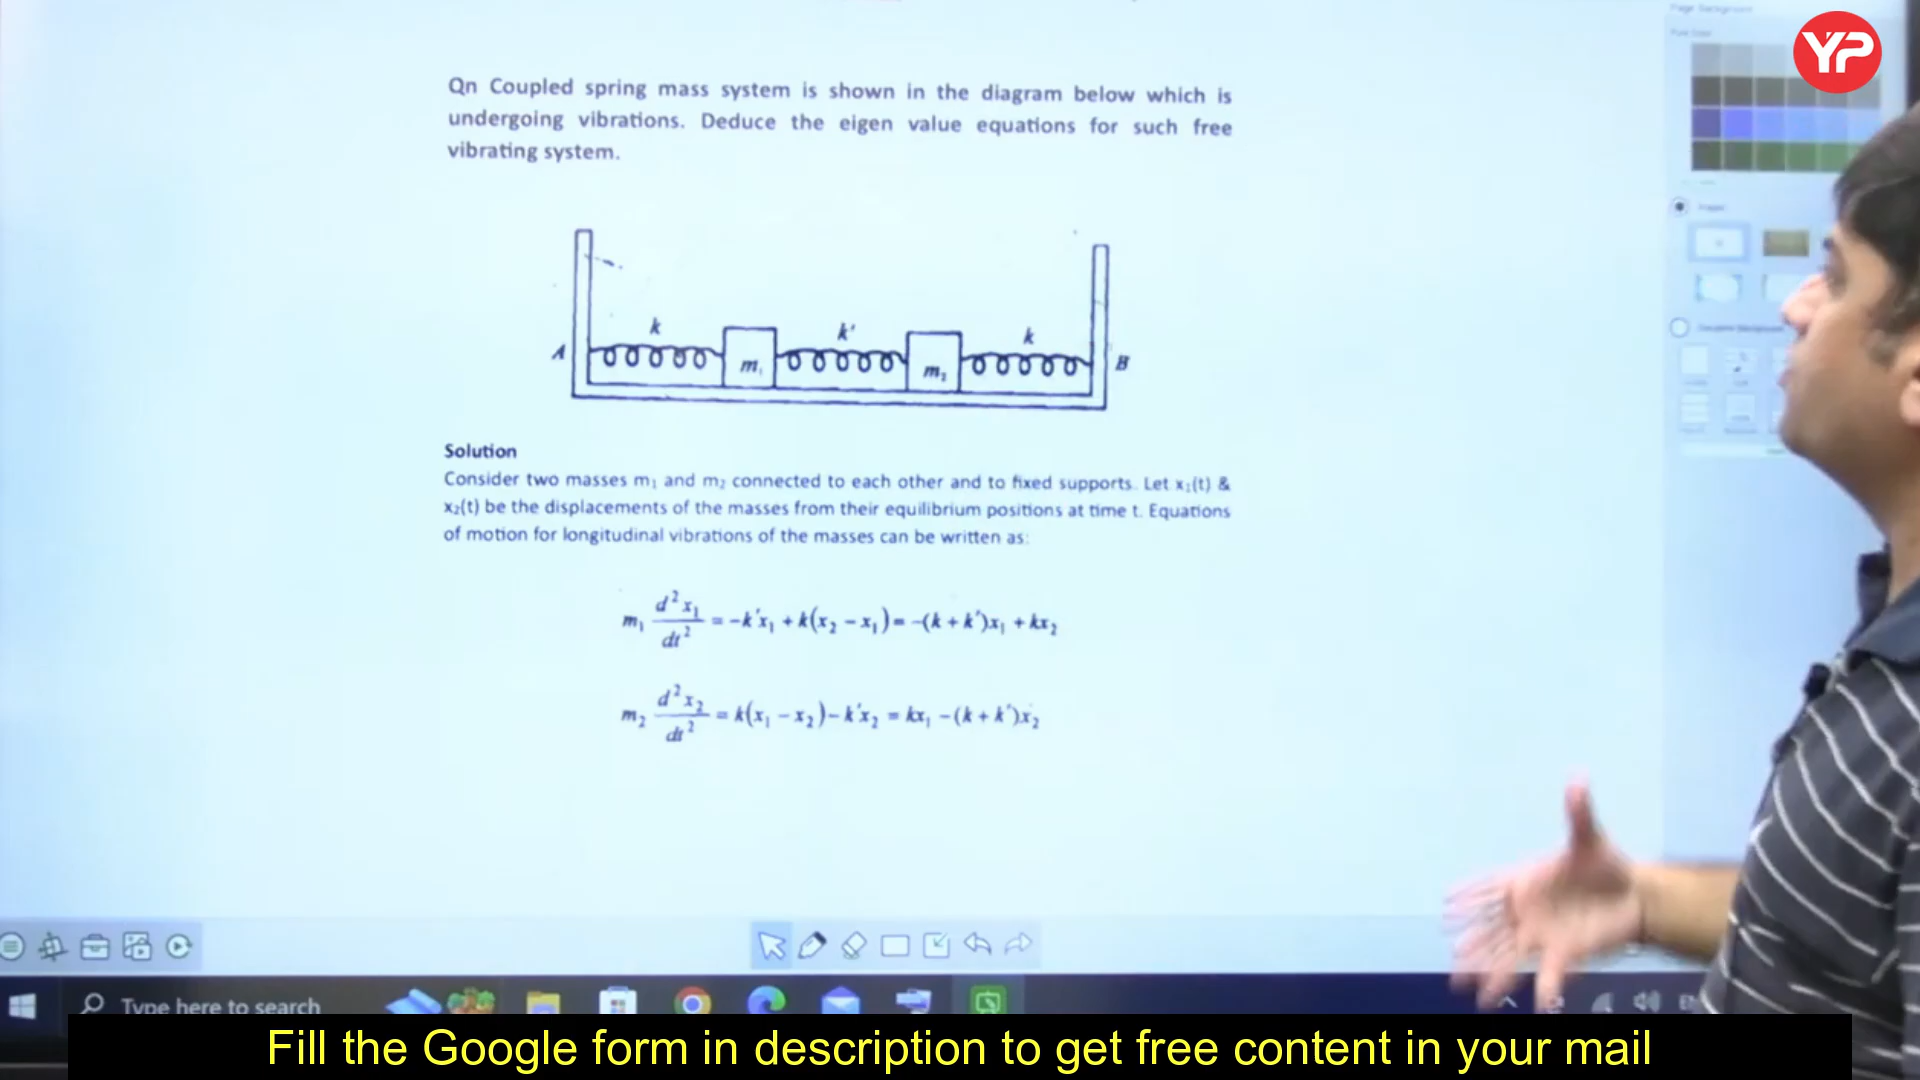 YP
Qn Coupled spring mass system is shown in the diagram below which is
undergoing vibrations. Deduce the eigen value equations for such free
vibrating system.
k k' k
A m₁ m₂ B
Solution
Consider two masses m₁ and m₂ connected to each other and to fixed supports. Let x₁(t) &
x₂(t) be the displacements of the masses from their equilibrium positions at time t. Equations
of motion for longitudinal vibrations of the masses can be written as:
m₁ d²x₁/dt² = -k'x₁ + k(x₂ - x₁) = -(k + k')x₁ + kx₂
m₂ d²x₂/dt² = k(x₁ - x₂) - k'x₂ = kx₁ - (k + k')x₂
Type here to search
Fill the Google form in description to get free content in your mail